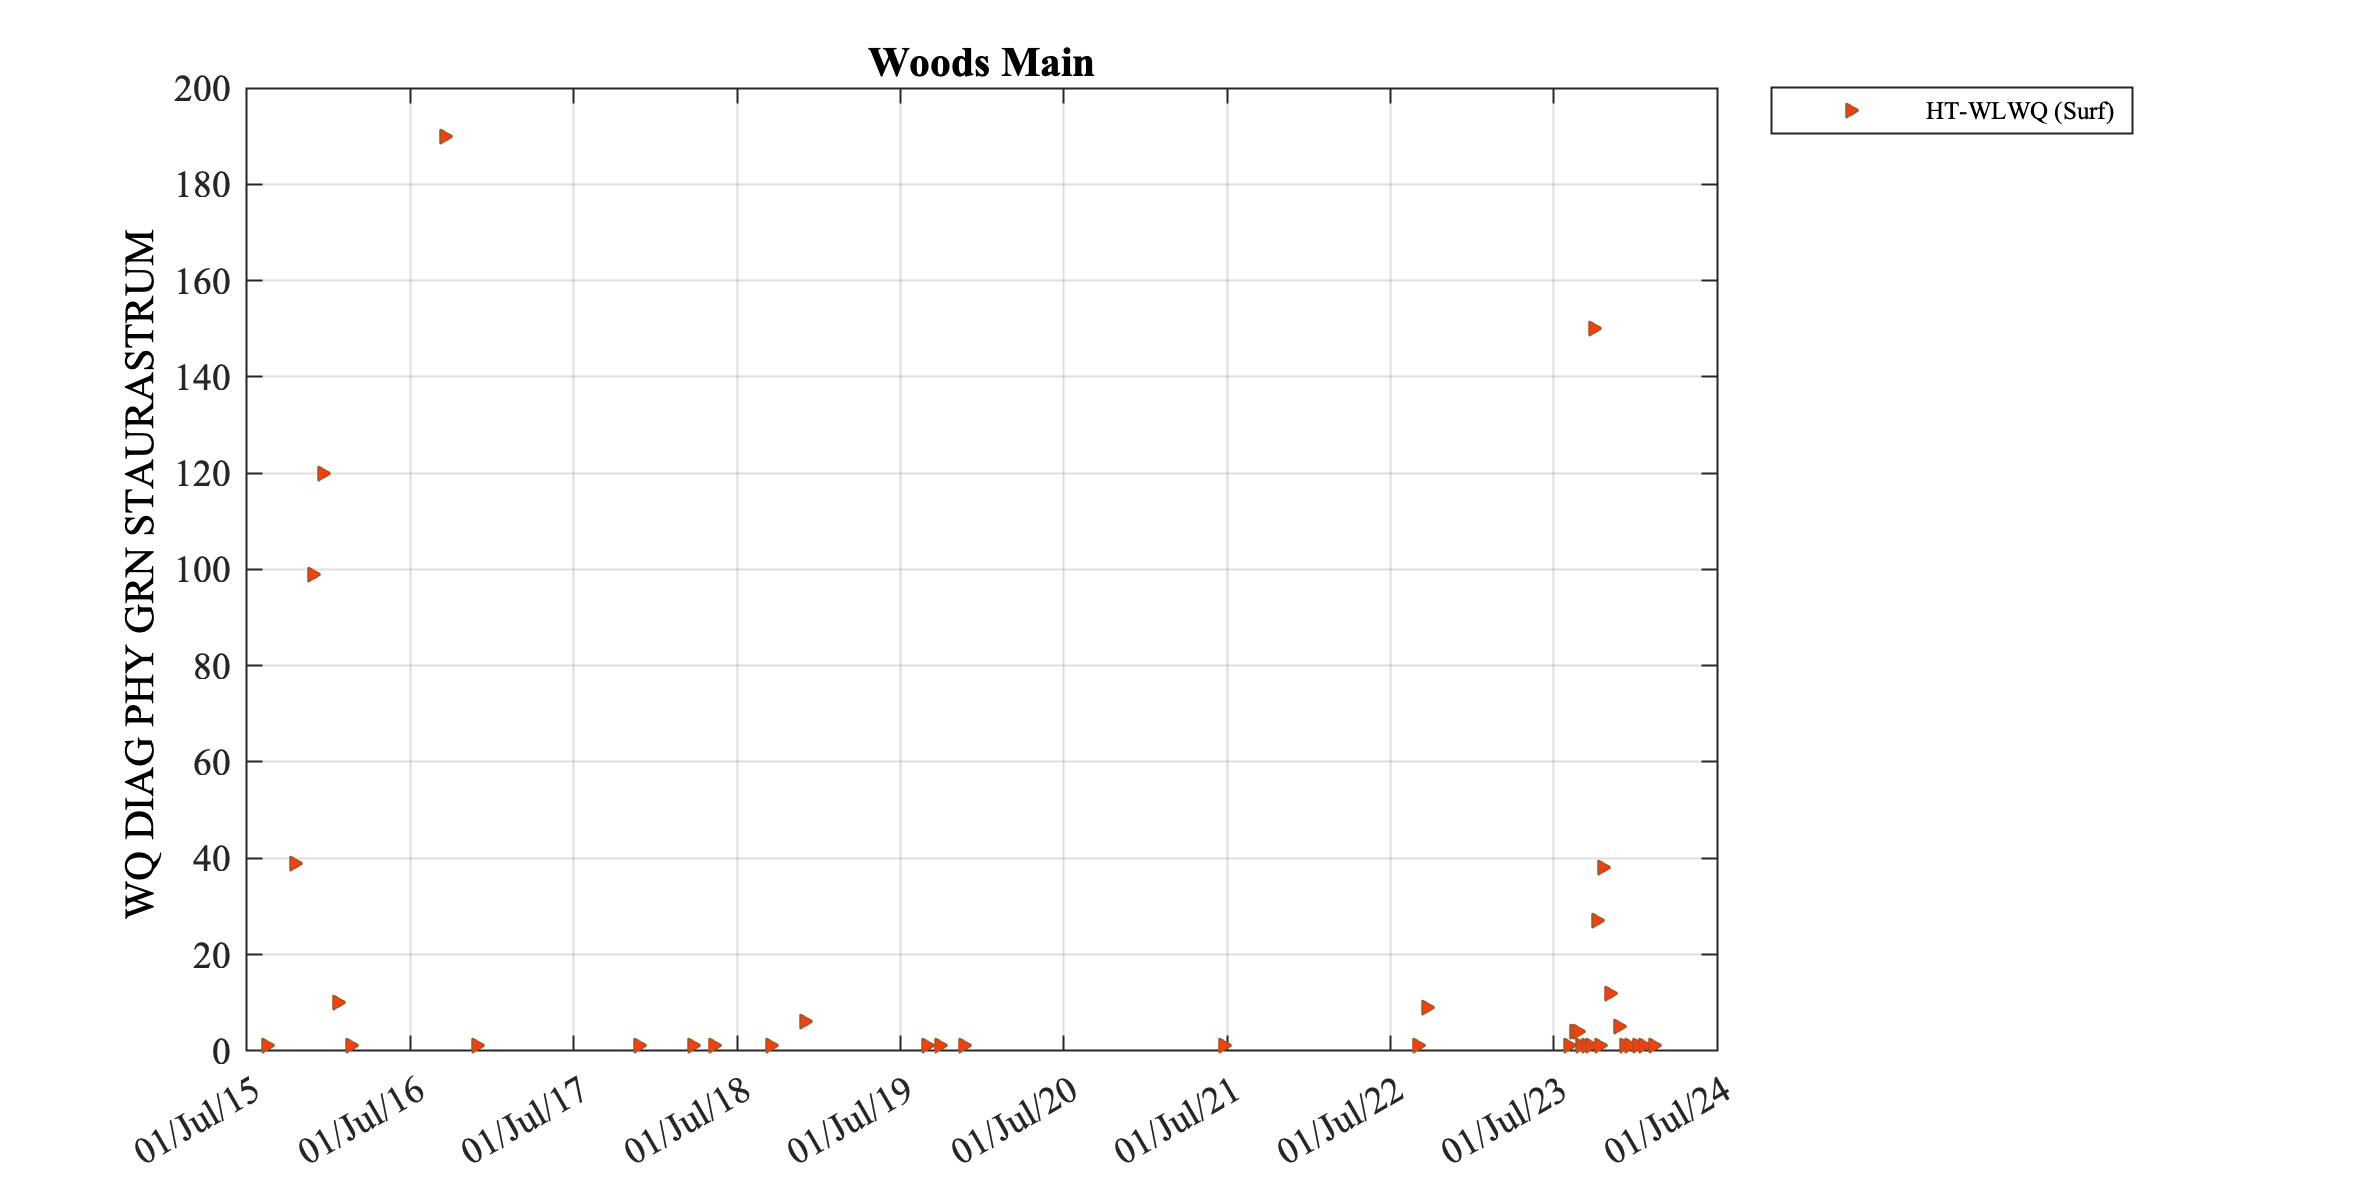 Woods Main
HT-WLWQ (Surf)
WQ DIAG PHY GRN STAURASTRUM
200
180
160
140
120
100
80
60
40
20
0
01/Jul/15
01/Jul/16
01/Jul/17
01/Jul/18
01/Jul/19
01/Jul/20
01/Jul/21
01/Jul/22
01/Jul/23
01/Jul/24